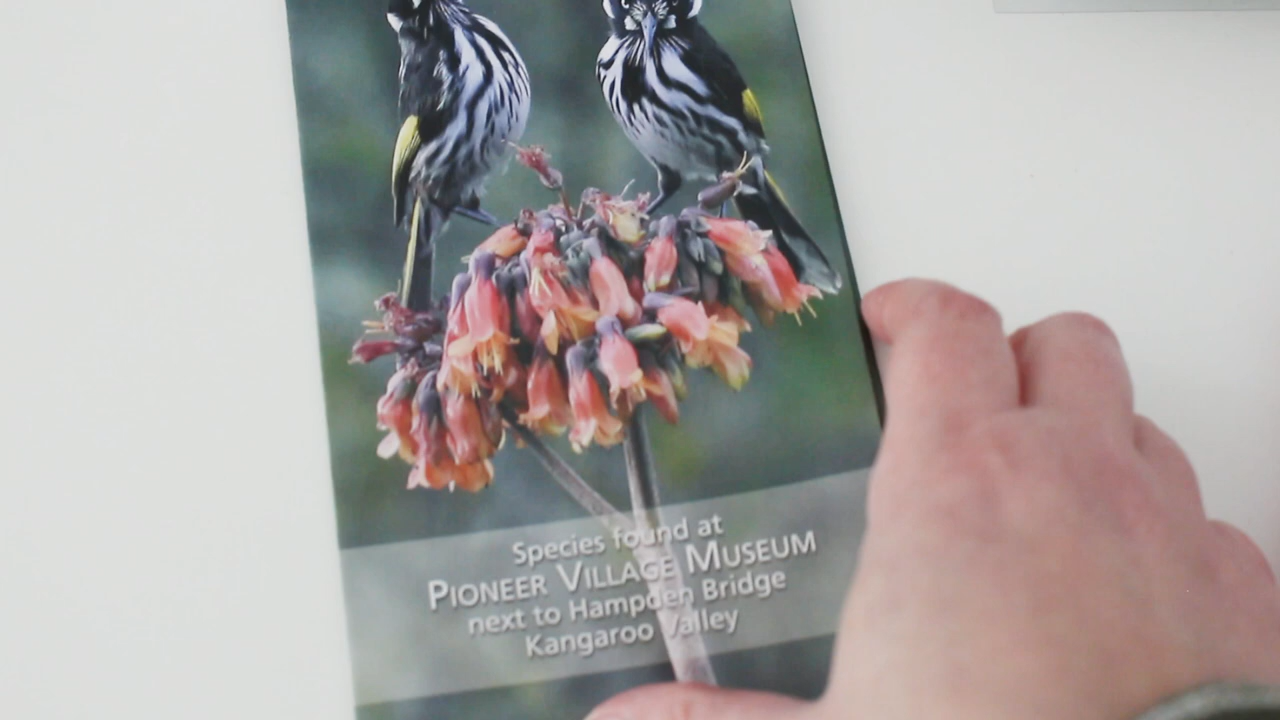 Species found at
PIONEER VILLAGE MUSEUM
next to Hampden Bridge
Kangaroo Valley